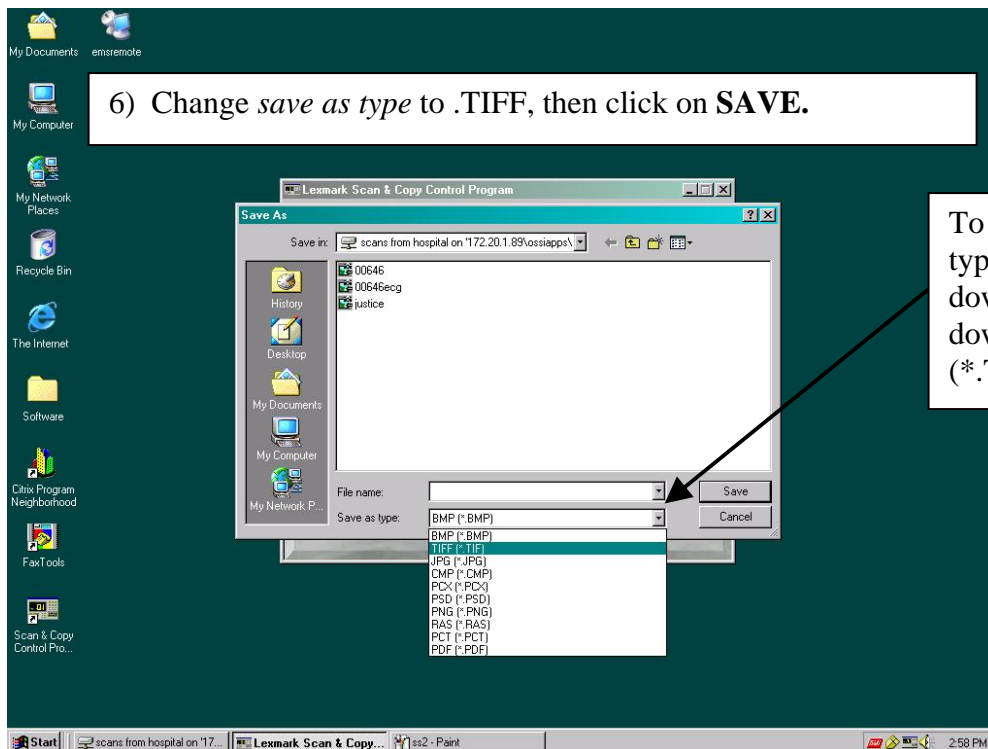 My Documents
emsremote
6) Change save as type to .TIFF, then click on SAVE.
My Computer
My Network
Places
Recycle Bin
The Internet
Software
Citrix Program
Neighborhood
FaxTools
Scan & Copy
Control Pro...
Lexmark Scan & Copy Control Program
Save As
Save in:
scans from hospital on '172.20.1.89\ossiapps\
History
Desktop
My Documents
My Computer
My Network P...
00646
00646ecg
justice
File name:
Save
Save as type:
BMP (*.BMP)
Cancel
BMP (*.BMP)
TIFF (*.TIF)
JPG (*.JPG)
CMP (*.CMP)
PCX (*.PCX)
PSD (*.PSD)
PNG (*.PNG)
RAS (*.RAS)
PCT (*.PCT)
PDF (*.PDF)
To
(*.
Start
scans from hospital on '17...
Lexmark Scan & Copy...
ss2 - Paint
2:58 PM